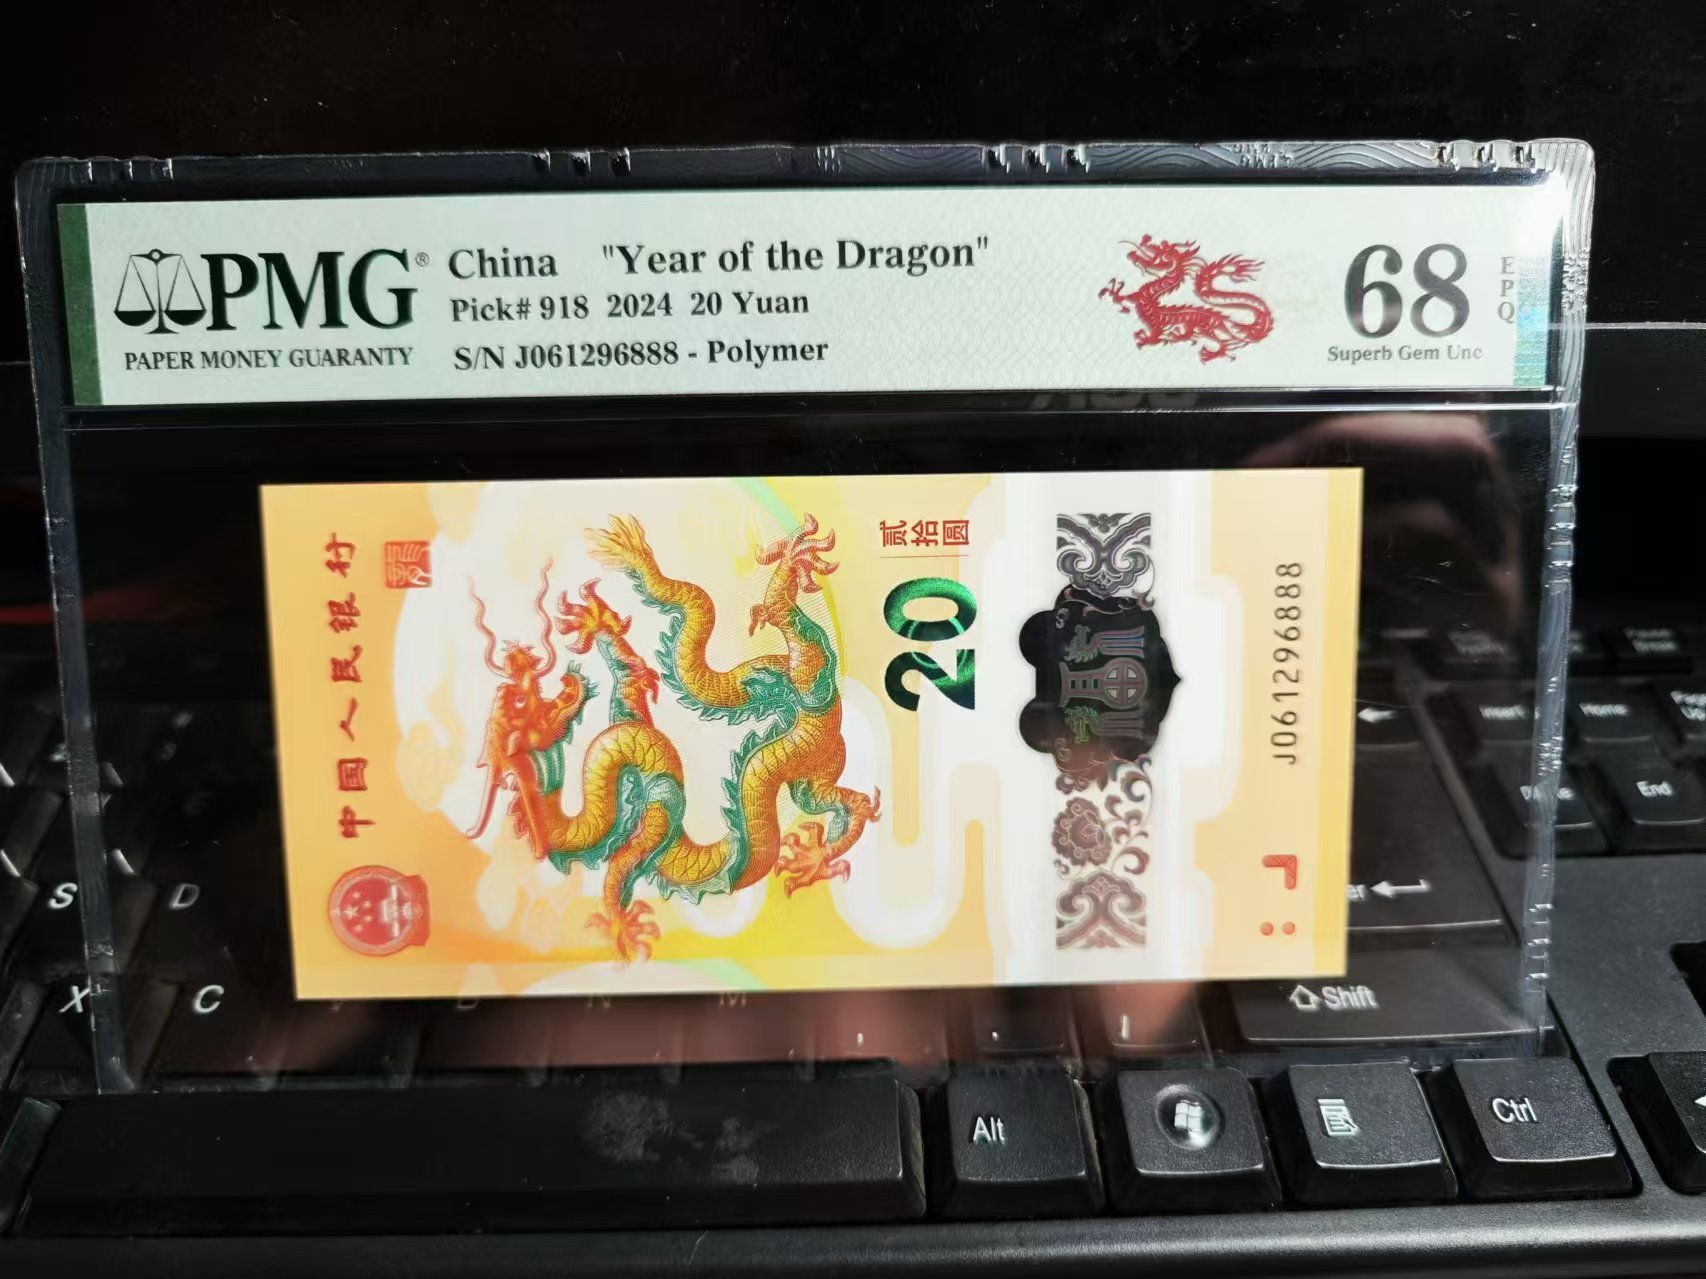 PMG®
PAPER MONEY GUARANTY
China "Year of the Dragon"
Pick# 918 2024 20 Yuan
S/N J061296888 - Polymer
68
EPQ
Superb Gem Unc
中国人民银行
贰拾圆
20
J061296888
S
D
X
C
N
M
Insert
Home
End
Shift
Alt
Ctrl